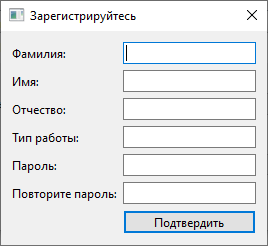 Зарегистрируйтесь
Фамилия:
Имя:
Отчество:
Тип работы:
Пароль:
Повторите пароль:
Подтвердить